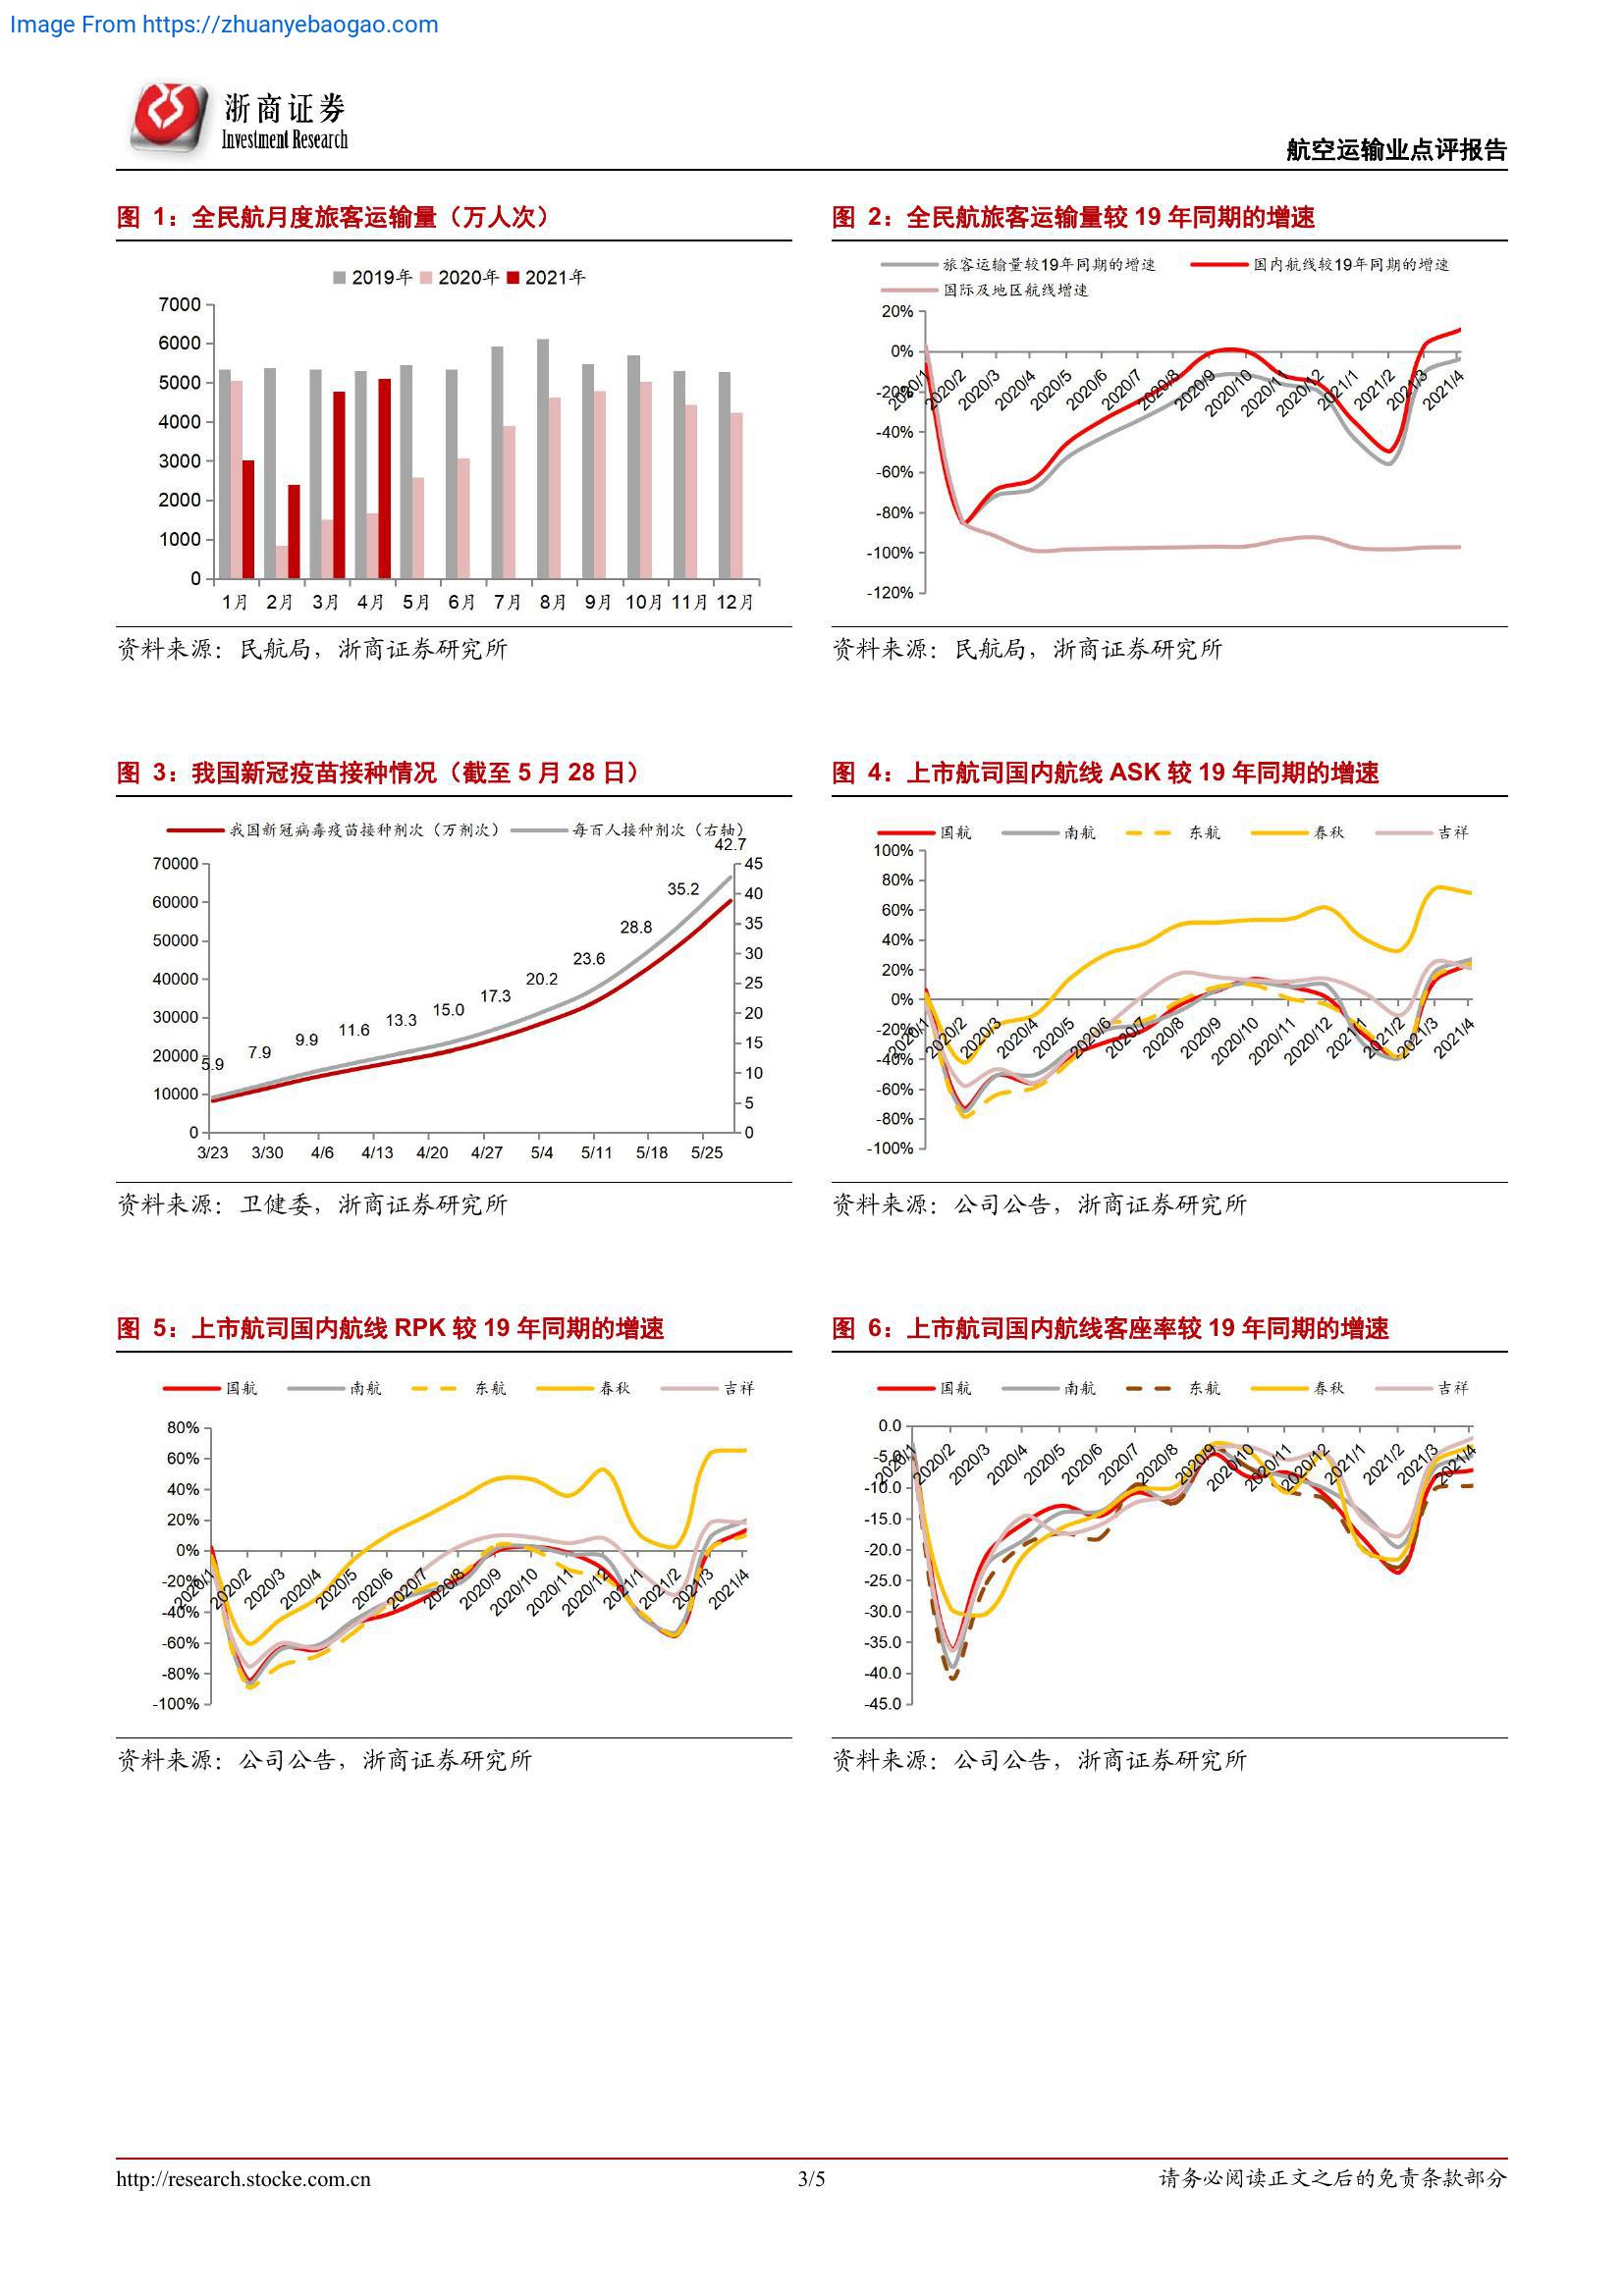 Image From https://zhuanyebaogao.com
浙商证券
Investment Research
航空运输业点评报告
图 1：全民航月度旅客运输量（万人次）
2019年 2020年 2021年
7000
6000
5000
4000
3000
2000
1000
0
1月 2月 3月 4月 5月 6月 7月 8月 9月 10月 11月 12月
资料来源：民航局，浙商证券研究所
图 2：全民航旅客运输量较 19 年同期的增速
旅客运输量较19年同期的增速 国内航线较19年同期的增速
国际及地区航线增速
20%
0%
-20%
-40%
-60%
-80%
-100%
-120%
2020/1 2020/2 2020/3 2020/4 2020/5 2020/6 2020/7 2020/8 2020/9 2020/10 2020/11 2020/12 2021/1 2021/2 2021/3 2021/4
资料来源：民航局，浙商证券研究所
图 3：我国新冠疫苗接种情况（截至 5 月 28 日）
我国新冠病毒疫苗接种剂次（万剂次） 每百人接种剂次（右轴）
70000
60000
50000
40000
30000
20000
10000
0
5.9 7.9 9.9 11.6 13.3 15.0 17.3 20.2 23.6 28.8 35.2 42.7
45
40
35
30
25
20
15
10
5
0
3/23 3/30 4/6 4/13 4/20 4/27 5/4 5/11 5/18 5/25
资料来源：卫健委，浙商证券研究所
图 4：上市航司国内航线 ASK 较 19 年同期的增速
国航 南航 东航 春秋 吉祥
100%
80%
60%
40%
20%
0%
-20%
-40%
-60%
-80%
-100%
2020/1 2020/2 2020/3 2020/4 2020/5 2020/6 2020/7 2020/8 2020/9 2020/10 2020/11 2020/12 2021/1 2021/2 2021/3 2021/4
资料来源：公司公告，浙商证券研究所
图 5：上市航司国内航线 RPK 较 19 年同期的增速
国航 南航 东航 春秋 吉祥
80%
60%
40%
20%
0%
-20%
-40%
-60%
-80%
-100%
2020/1 2020/2 2020/3 2020/4 2020/5 2020/6 2020/7 2020/8 2020/9 2020/10 2020/11 2020/12 2021/1 2021/2 2021/3 2021/4
资料来源：公司公告，浙商证券研究所
图 6：上市航司国内航线客座率较 19 年同期的增速
国航 南航 东航 春秋 吉祥
0.0
-5.0
-10.0
-15.0
-20.0
-25.0
-30.0
-35.0
-40.0
-45.0
2020/1 2020/2 2020/3 2020/4 2020/5 2020/6 2020/7 2020/8 2020/9 2020/10 2020/11 2020/12 2021/1 2021/2 2021/3 2021/4
资料来源：公司公告，浙商证券研究所
http://research.stocke.com.cn
3/5
请务必阅读正文之后的免责条款部分